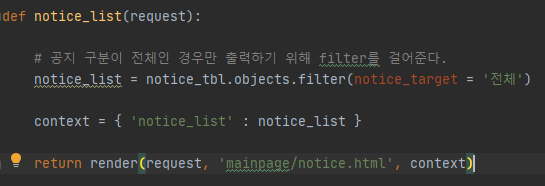 def notice_list(request):
# 공지 구분이 전체인 경우만 출력하기 위해 filter를 걸어준다.
notice_list = notice_tbl.objects.filter(notice_target = '전체')
context = { 'notice_list' : notice_list }
return render(request, 'mainpage/notice.html', context)